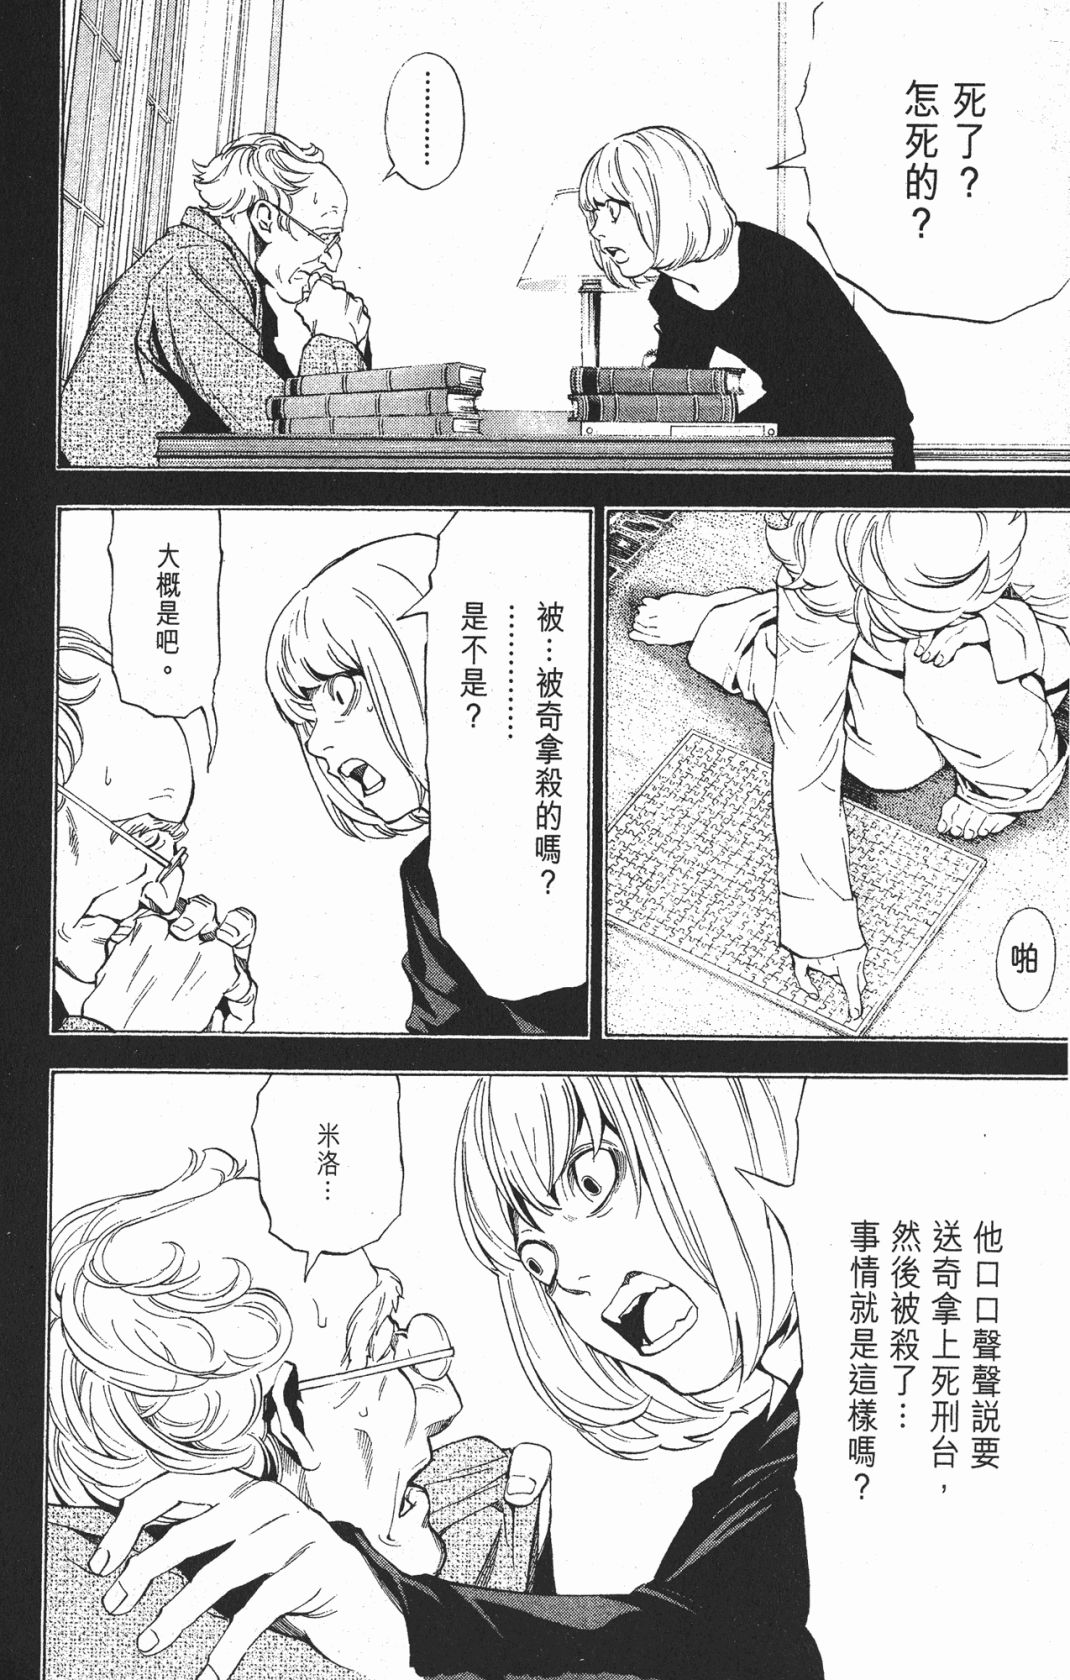 死了？
怎死的？
…………
啪
被…被奇拿殺的嗎？
…………
是不是？
大概是吧。
他口口聲聲說要
送奇拿上死刑台，
然後被殺了…
事情就是這樣嗎？
米洛…